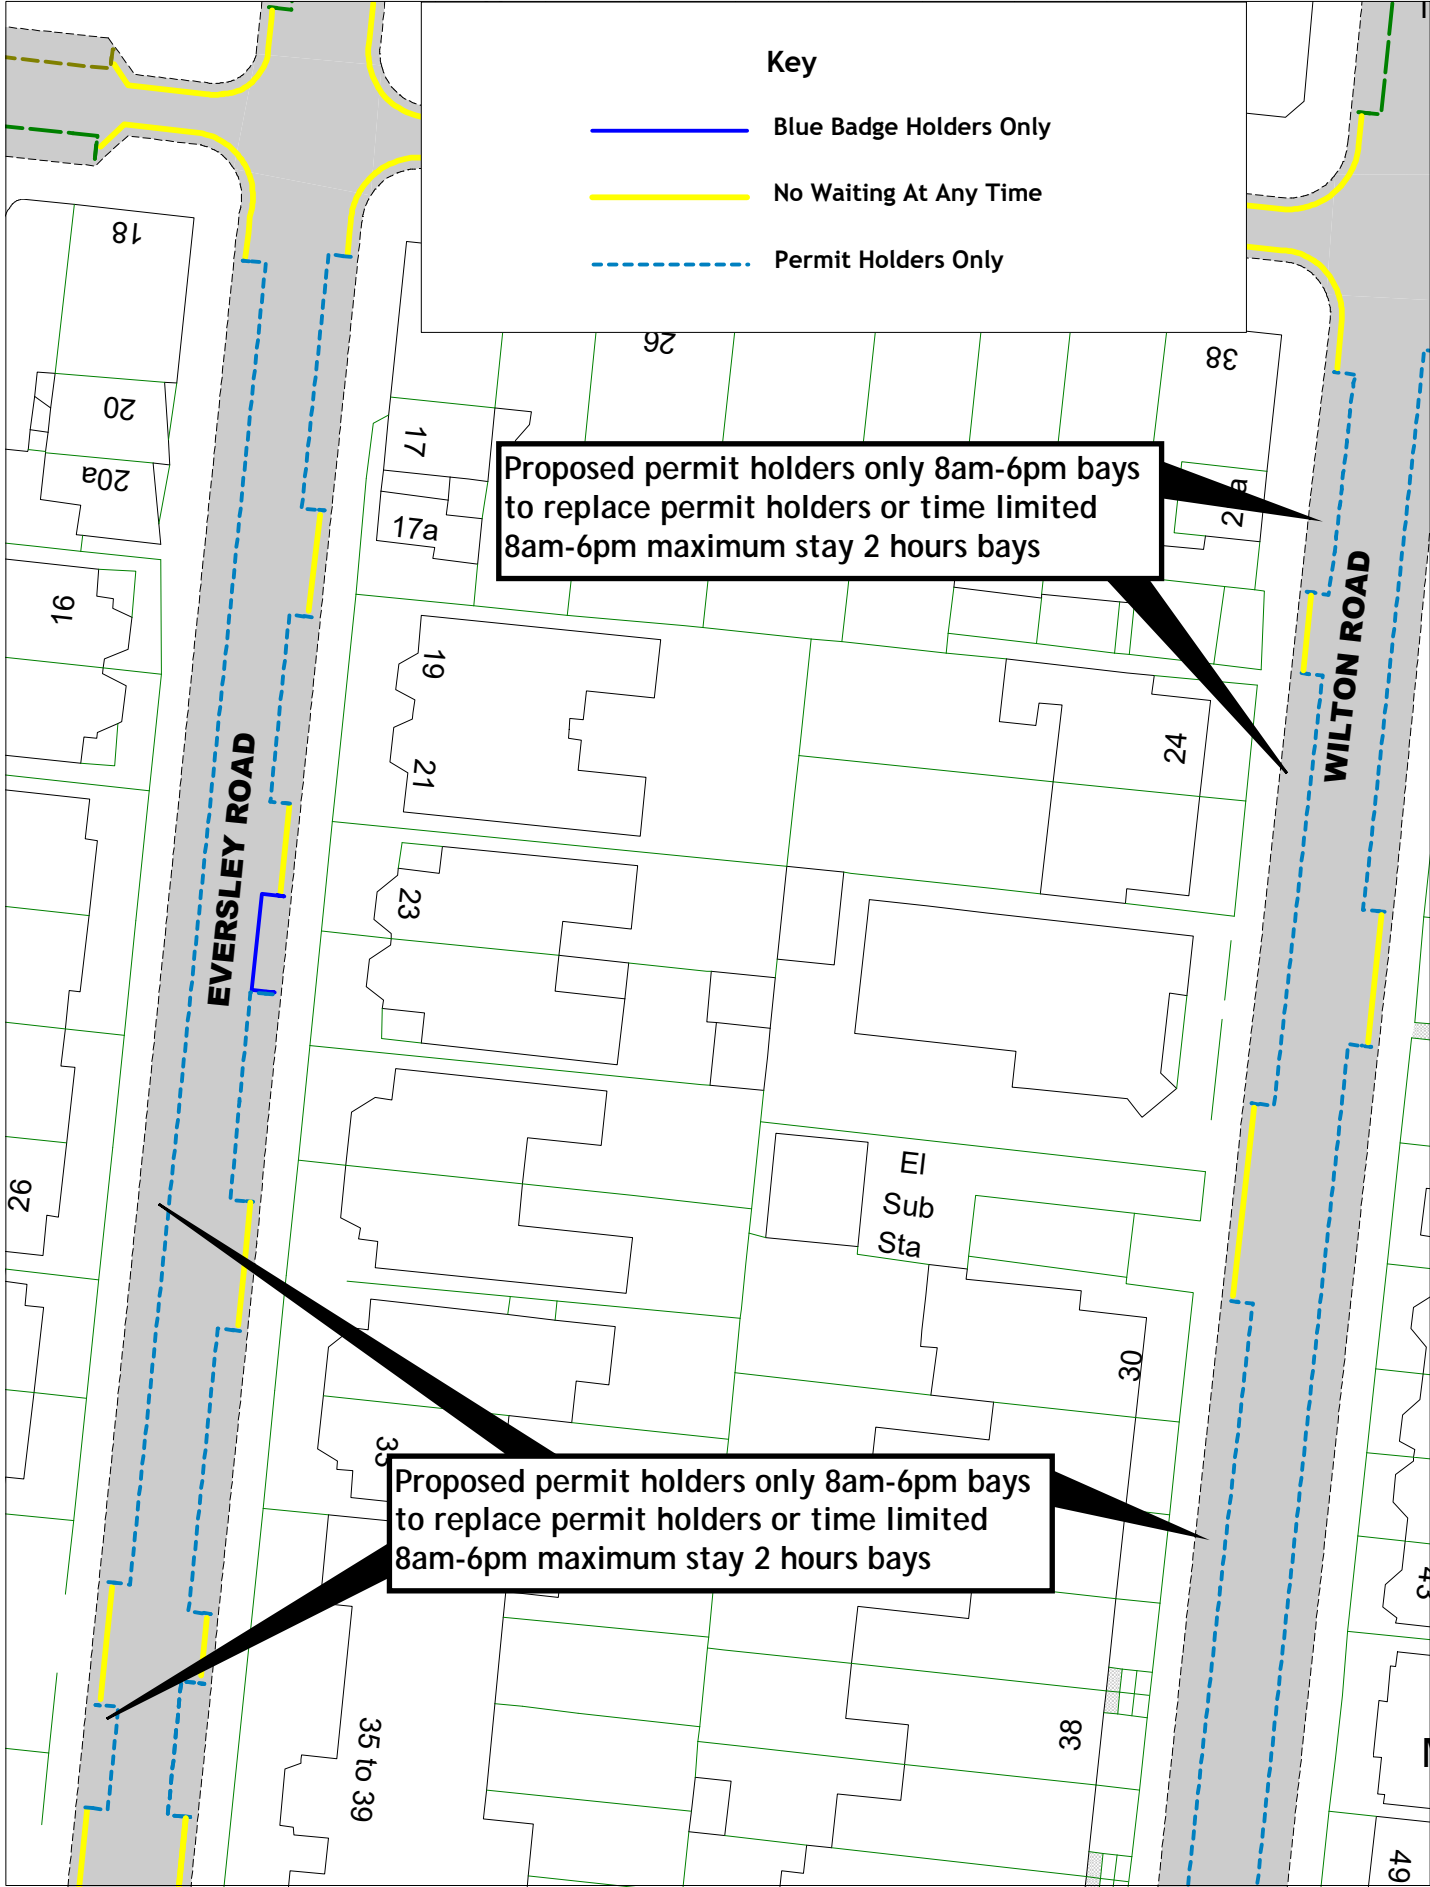 Key
Blue Badge Holders Only
No Waiting At Any Time
Permit Holders Only
18
20
20a
16
26
17
17a
26
38
Proposed permit holders only 8am-6pm bays
to replace permit holders or time limited
8am-6pm maximum stay 2 hours bays
19
21
23
24
EVERSLEY ROAD
WILTON ROAD
El
Sub
Sta
30
Proposed permit holders only 8am-6pm bays
to replace permit holders or time limited
8am-6pm maximum stay 2 hours bays
35 to 39
38
43
49